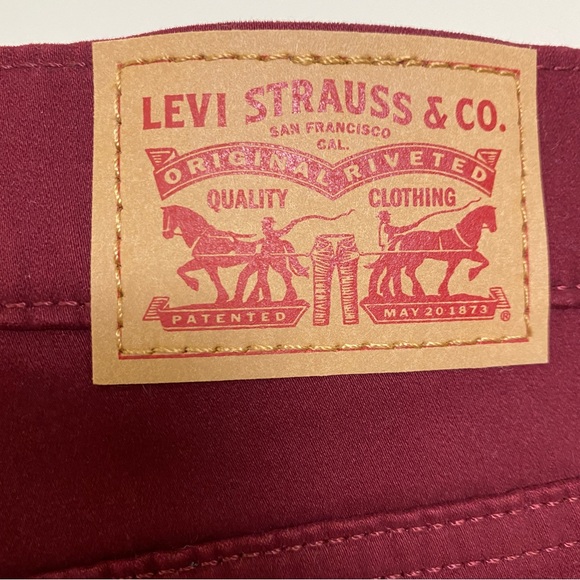 LEVI STRAUSS & CO.
SAN FRANCISCO
CAL.
ORIGINAL RIVETED
QUALITY CLOTHING
PATENTED MAY 20 1873 ®